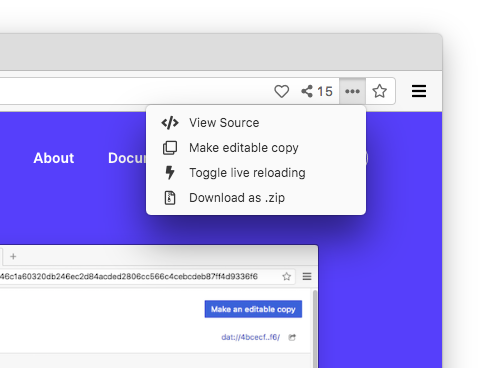 15
View Source
About
Docu
Make editable copy
Toggle live reloading
Download as .zip
46c1a60320db246ec2d84acded2806cc566c4cebcdeb87ff4d9336f6
Make an editable copy
dat://4bcecf..f6/